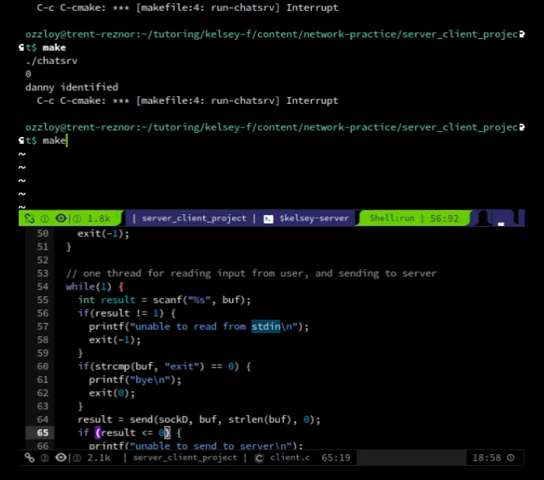 C-c C-cmake: *** [makefile:4: run-chatsrv] Interrupt
ozzloy@trent-reznor:~/tutoring/kelsey-f/content/network-practice/server_client_projec
t$ make
./chatsrv
0
danny identified
C-c C-cmake: *** [makefile:4: run-chatsrv] Interrupt
ozzloy@trent-reznor:~/tutoring/kelsey-f/content/network-practice/server_client_projec
t$ make
~
~
~
~
~
① 1.8k | server_client_project | $kelsey-server Shell:run | 56:92
50 exit(-1);
51 }
52
53 // one thread for reading input from user, and sending to server
54 while(1) {
55 int result = scanf("%s", buf);
56 if(result != 1) {
57 printf("unable to read from stdin\n");
58 exit(-1);
59 }
60 if(strcmp(buf, "exit") == 0) {
61 printf("bye\n");
62 exit(0);
63 }
64 result = send(sockD, buf, strlen(buf), 0);
65 if (result <= 0) {
66 printf("unable to send to server\n");
② 2.1k | server_client_project | client.c 65:19 18:58